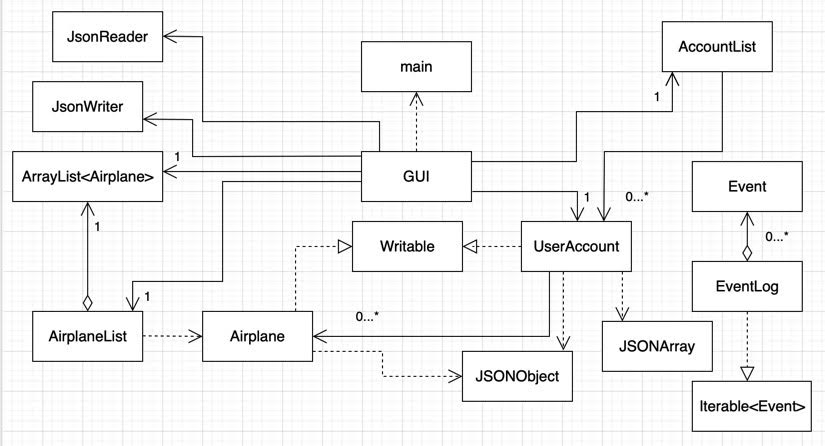 JsonReader
AccountList
main
JsonWriter
1
1
ArrayList<Airplane>
GUI
Event
1
0...*
0...*
1
Writable
UserAccount
EventLog
1
0...*
AirplaneList
Airplane
JSONArray
JSONObject
Iterable<Event>